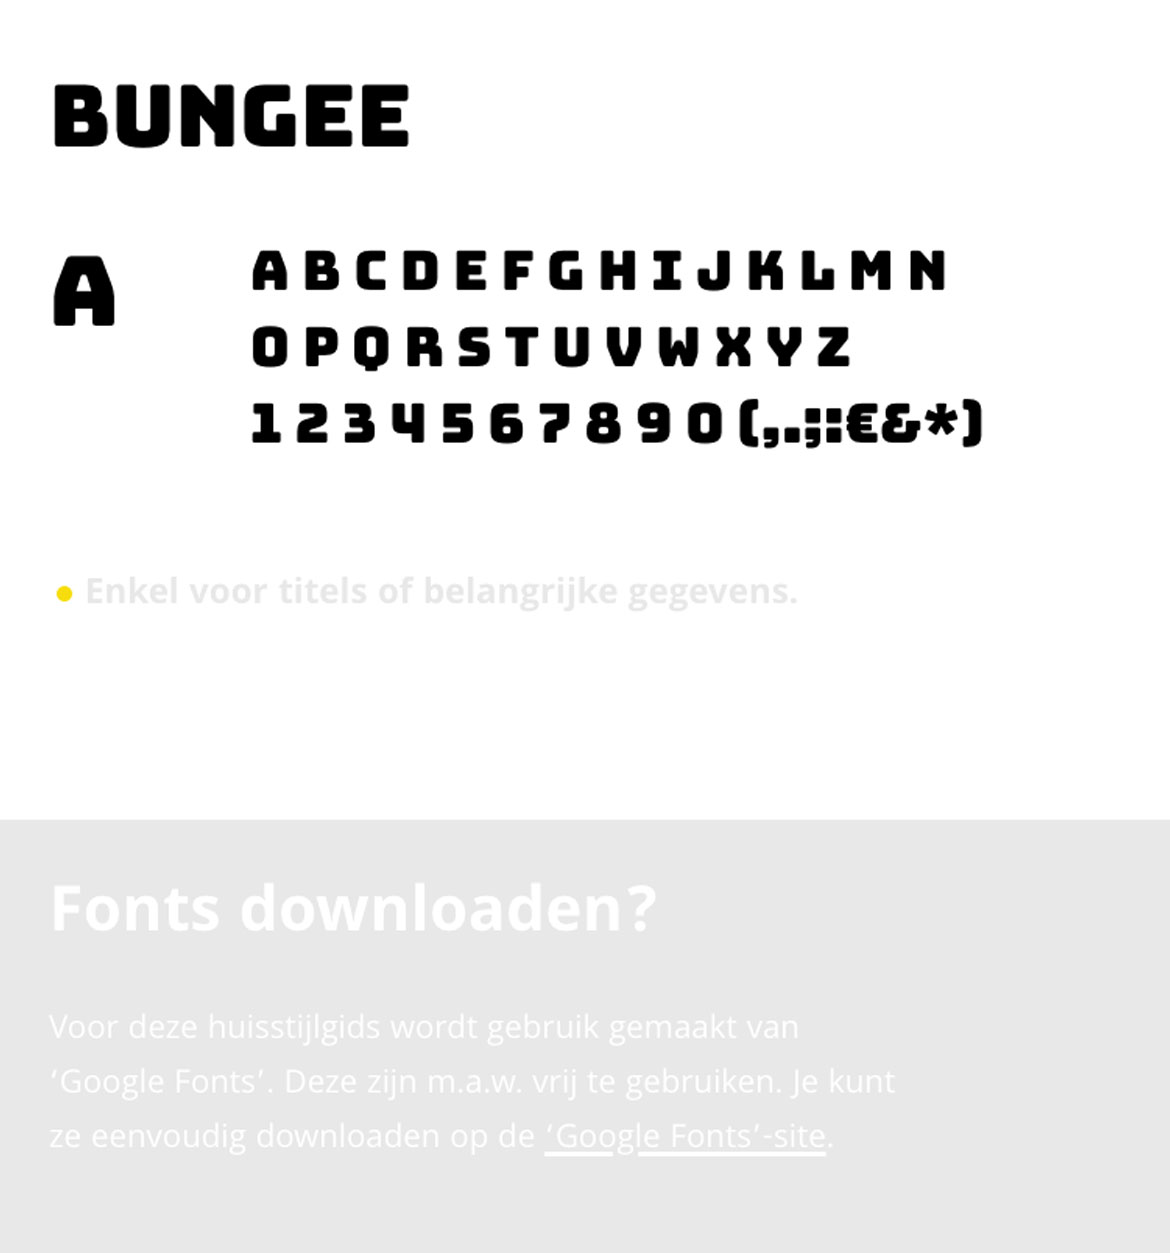 BUNGEE
A
A B C D E F G H I J K L M N
O P Q R S T U V W X Y Z
1 2 3 4 5 6 7 8 9 0 (,.;:€&*)
• Enkel voor titels of belangrijke gegevens.
Fonts downloaden?
Voor deze huisstijlgids wordt gebruik gemaakt van
‘Google Fonts’. Deze zijn m.a.w. vrij te gebruiken. Je kunt
ze eenvoudig downloaden op de ‘Google Fonts’-site.